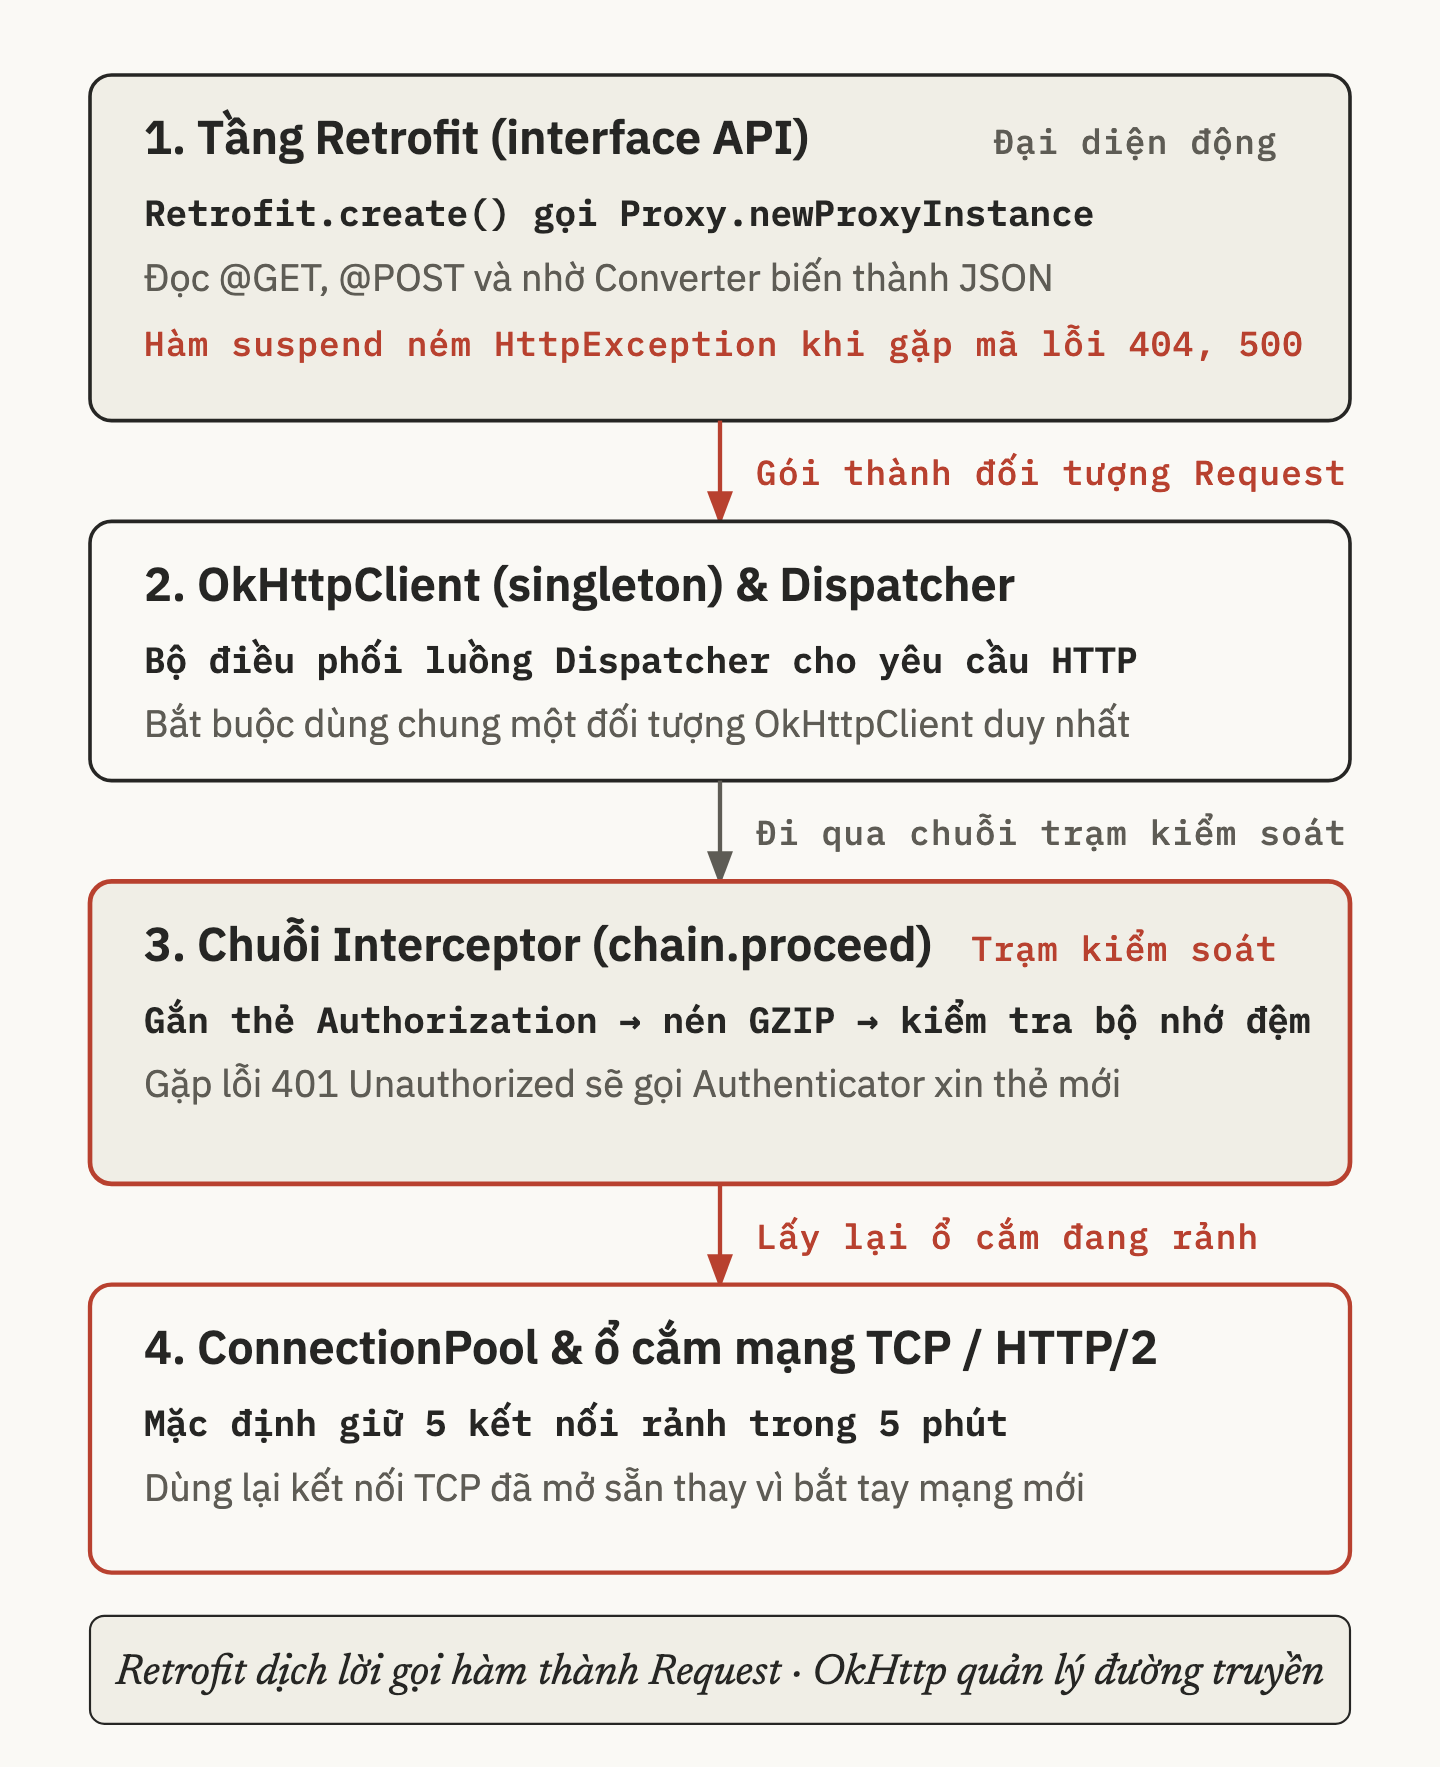 1. Tầng Retrofit (interface API)
Đại diện động
Retrofit.create() gọi Proxy.newProxyInstance
Đọc @GET, @POST và nhờ Converter biến thành JSON
Hàm suspend ném HttpException khi gặp mã lỗi 404, 500
Gói thành đối tượng Request
2. OkHttpClient (singleton) & Dispatcher
Bộ điều phối luồng Dispatcher cho yêu cầu HTTP
Bắt buộc dùng chung một đối tượng OkHttpClient duy nhất
Đi qua chuỗi trạm kiểm soát
3. Chuỗi Interceptor (chain.proceed)
Trạm kiểm soát
Gắn thẻ Authorization → nén GZIP → kiểm tra bộ nhớ đệm
Gặp lỗi 401 Unauthorized sẽ gọi Authenticator xin thẻ mới
Lấy lại ổ cắm đang rảnh
4. ConnectionPool & ổ cắm mạng TCP / HTTP/2
Mặc định giữ 5 kết nối rảnh trong 5 phút
Dùng lại kết nối TCP đã mở sẵn thay vì bắt tay mạng mới
Retrofit dịch lời gọi hàm thành Request · OkHttp quản lý đường truyền